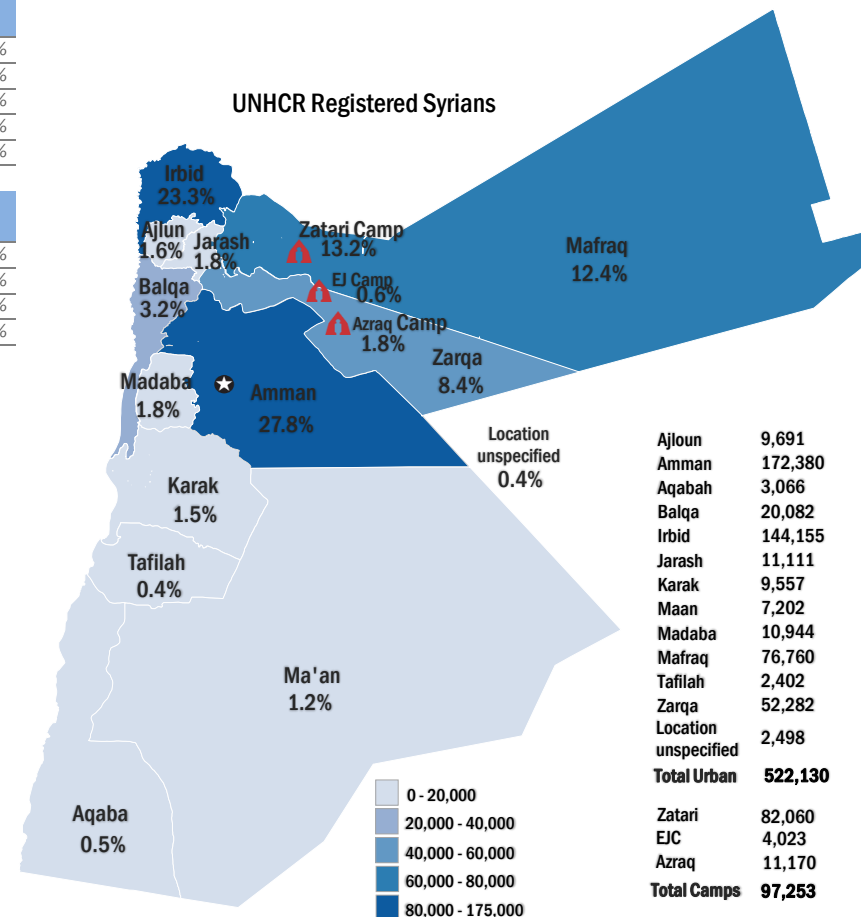 %
%
%
%
%
%
%
%
%
UNHCR Registered Syrians
Irbid
23.3%
Ajlun
1.6%
Jarash
1.8%
Zatari Camp
13.2%
Mafraq
12.4%
EJ Camp
0.6%
Balqa
3.2%
Azraq Camp
1.8%
Zarqa
8.4%
Madaba
1.8%
Amman
27.8%
Location
unspecified
0.4%
Karak
1.5%
Tafilah
0.4%
Ma'an
1.2%
Aqaba
0.5%
0 - 20,000
20,000 - 40,000
40,000 - 60,000
60,000 - 80,000
80,000 - 175,000
Ajloun 9,691
Amman 172,380
Aqabah 3,066
Balqa 20,082
Irbid 144,155
Jarash 11,111
Karak 9,557
Maan 7,202
Madaba 10,944
Mafraq 76,760
Tafilah 2,402
Zarqa 52,282
Location
unspecified 2,498
Total Urban 522,130
Zatari 82,060
EJC 4,023
Azraq 11,170
Total Camps 97,253